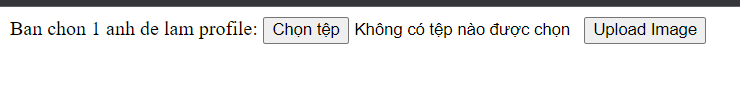 Ban chon 1 anh de lam profile: Chọn tệp Không có tệp nào được chọn Upload Image